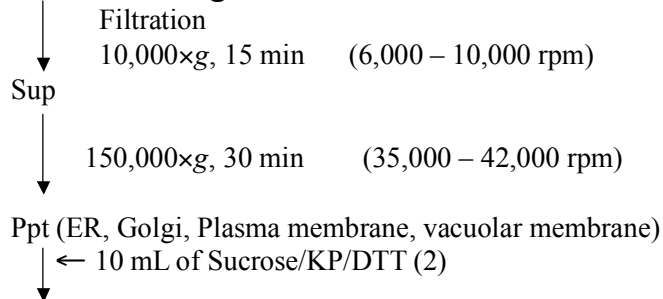 Filtration
10,000×g, 15 min (6,000 – 10,000 rpm)
Sup
150,000×g, 30 min (35,000 – 42,000 rpm)
Ppt (ER, Golgi, Plasma membrane, vacuolar membrane)
← 10 mL of Sucrose/KP/DTT (2)